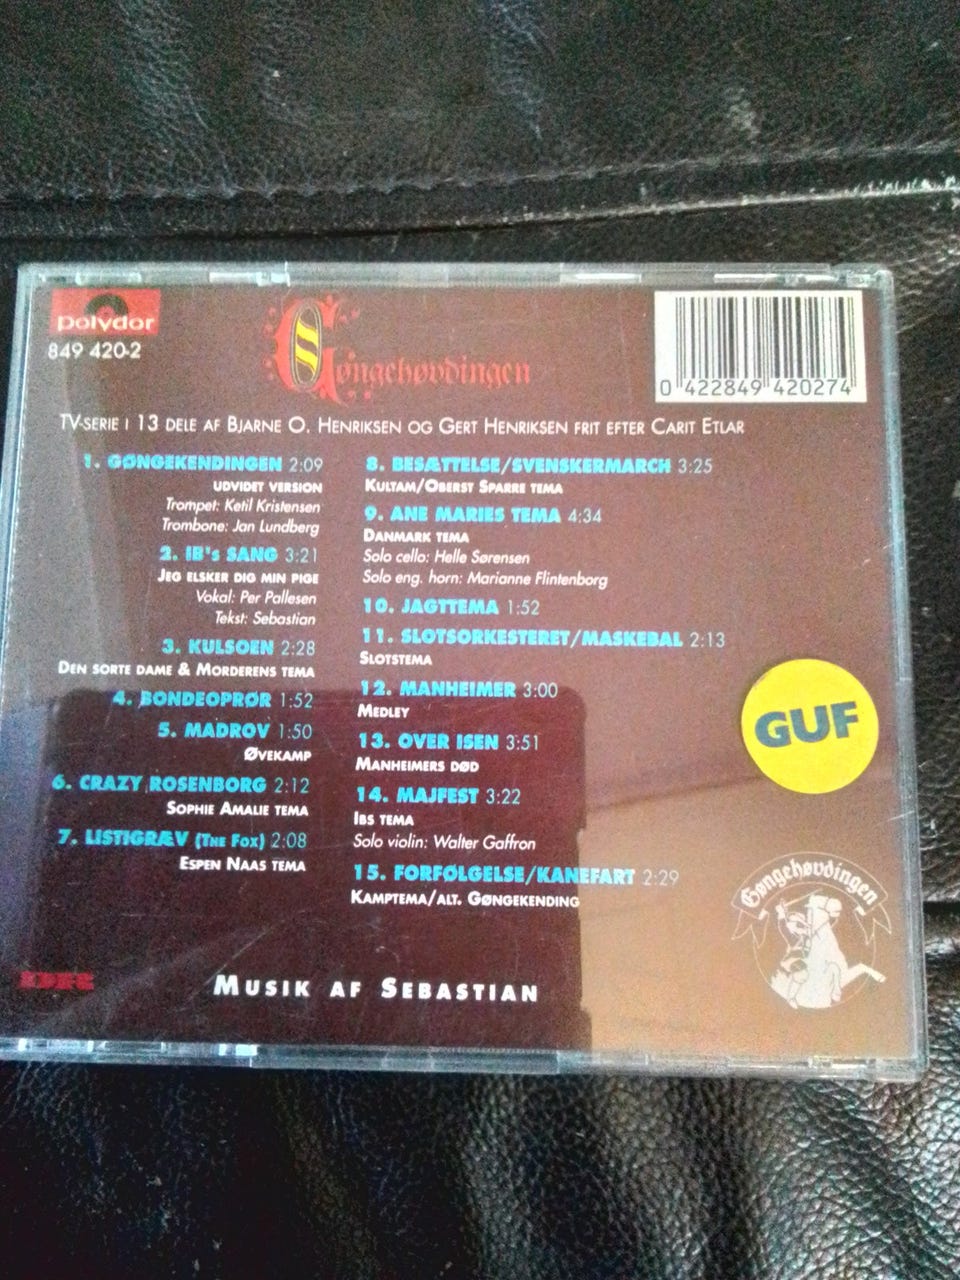 polydor
849 420-2
Gøngehøvdingen
0 422849 420274
TV-SERIE I 13 DELE AF BJARNE O. HENRIKSEN OG GERT HENRIKSEN FRIT EFTER CARIT ETLAR
1. GØNGEKENDINGEN 2:09
UDVIDET VERSION
Trompet: Ketil Kristensen
Trombone: Jan Lundberg
2. IB's SANG 3:21
JEG ELSKER DIG MIN PIGE
Vokal: Per Pallesen
Tekst: Sebastian
3. KULSOEN 2:28
DEN SORTE DAME & MORDERENS TEMA
4. BONDEOPRØR 1:52
5. MADROV 1:50
ØVEKAMP
6. CRAZY ROSENBORG 2:12
SOPHIE AMALIE TEMA
7. LISTIGRÆV (THE FOX) 2:08
ESPEN NAAS TEMA
8. BESÆTTELSE/SVENSKERMARCH 3:25
KULTAM/OBERST SPARRE TEMA
9. ANE MARIES TEMA 4:34
DANMARK TEMA
Solo cello: Helle Sørensen
Solo eng. horn: Marianne Flintenborg
10. JAGTTEMA 1:52
11. SLOTSORKESTERET/MASKEBAL 2:13
SLOTSTEMA
12. MANHEIMER 3:00
MEDLEY
13. OVER ISEN 3:51
MANHEIMERS DØD
14. MAJFEST 3:22
IBS TEMA
Solo violin: Walter Gaffron
15. FORFØLGELSE/KANEFART 2:29
KAMPTEMA/ALT. GØNGEKENDING
GUF
Gøngehøvdingen
DR
MUSIK AF SEBASTIAN